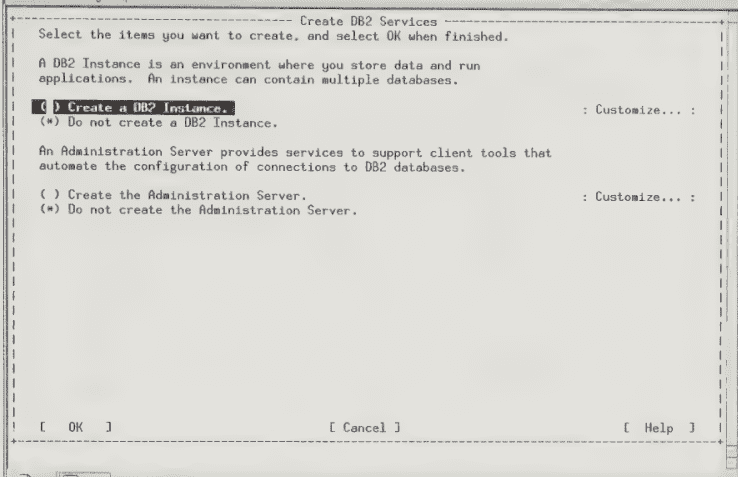 Create DB2 Services
Select the items you want to create, and select OK when finished.
A DB2 Instance is an environment where you store data and run
applications. An instance can contain multiple databases.
( ) Create a DB2 Instance. : Customize... :
(*) Do not create a DB2 Instance.
An Administration Server provides services to support client tools that
automate the configuration of connections to DB2 databases.
( ) Create the Administration Server. : Customize... :
(*) Do not create the Administration Server.
[ OK ] [ Cancel ] [ Help ]